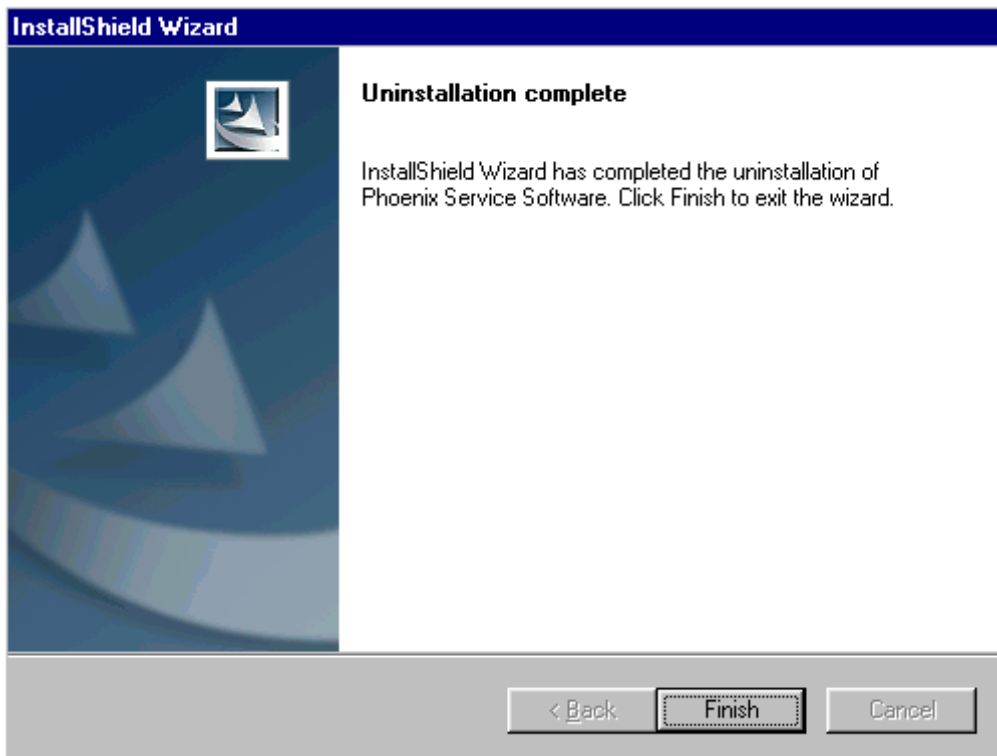 InstallShield Wizard
Uninstallation complete
InstallShield Wizard has completed the uninstallation of
Phoenix Service Software. Click Finish to exit the wizard.
< Back
Finish
Cancel